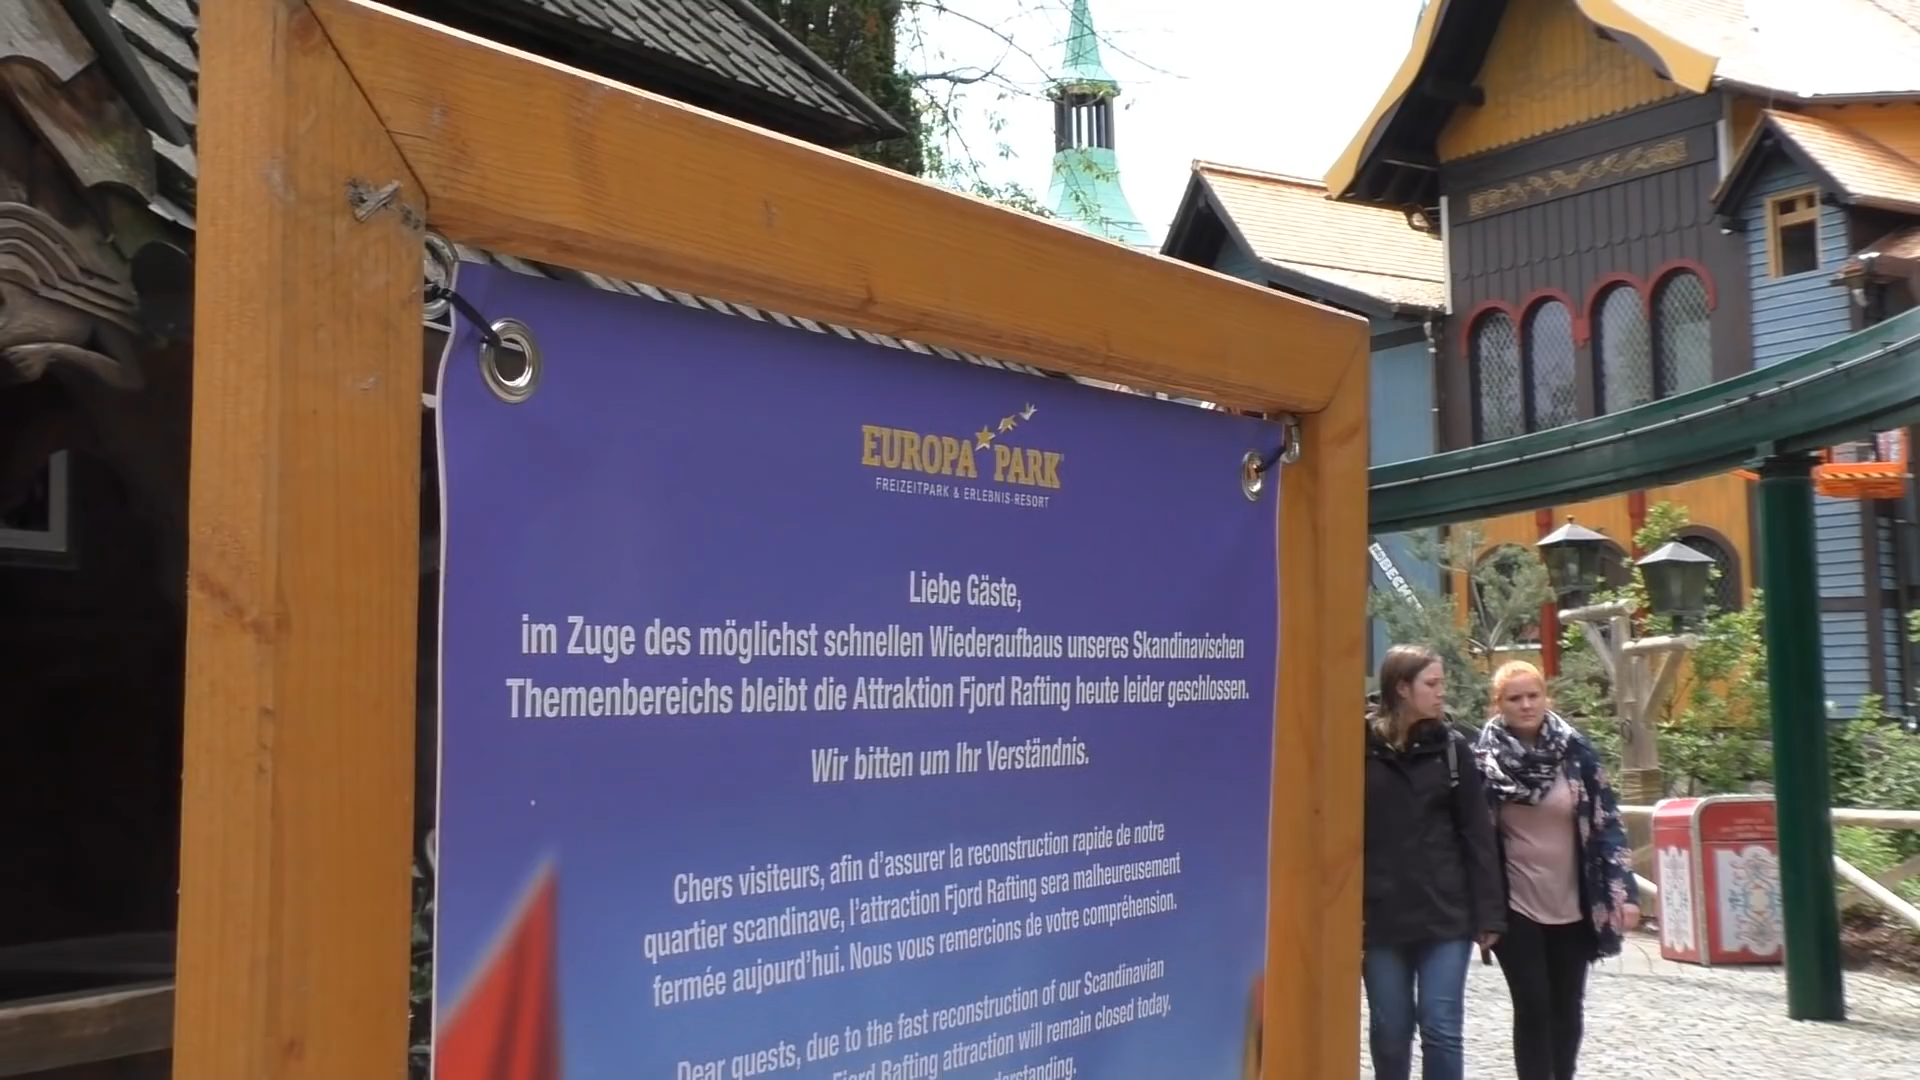 EUROPA PARK
FREIZEITPARK & ERLEBNIS-RESORT
Liebe Gäste,
im Zuge des möglichst schnellen Wiederaufbaus unseres Skandinavischen
Themenbereichs bleibt die Attraktion Fjord Rafting heute leider geschlossen.
Wir bitten um Ihr Verständnis.
Chers visiteurs, afin d'assurer la reconstruction rapide de notre
quartier scandinave, l'attraction Fjord Rafting sera malheureusement
fermée aujourd'hui. Nous vous remercions de votre compréhension.
Dear guests, due to the fast reconstruction of our Scandinavian
Fjord Rafting attraction will remain closed today.